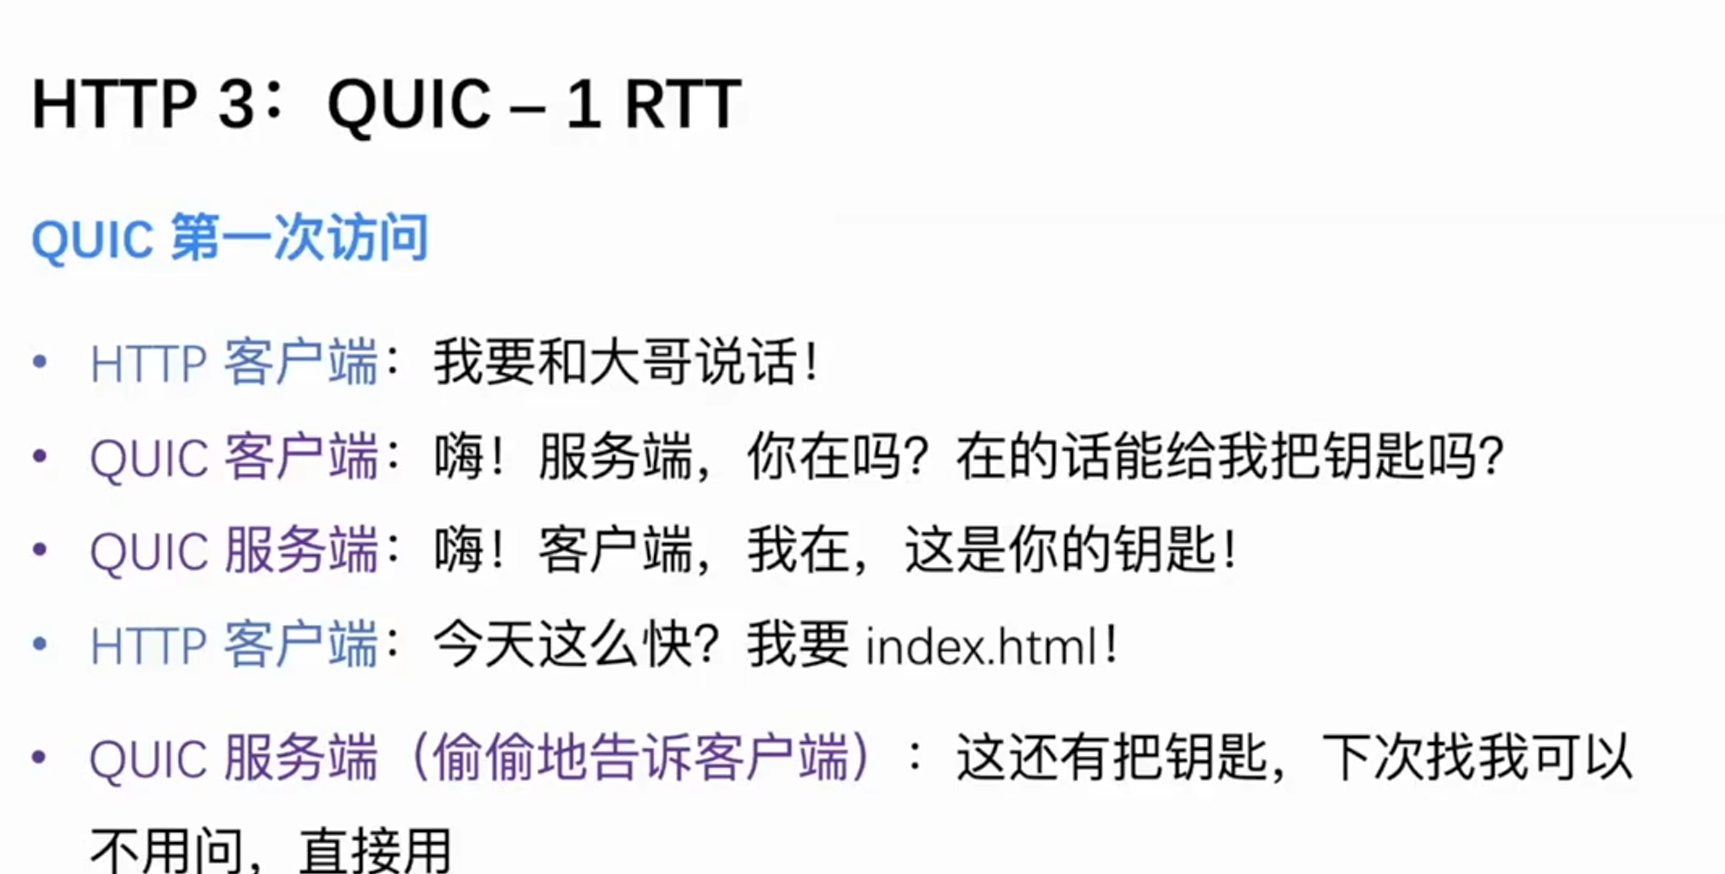 HTTP 3：QUIC – 1 RTT
QUIC 第一次访问
• HTTP 客户端：我要和大哥说话！
• QUIC 客户端：嗨！服务端，你在吗？在的话能给我把钥匙吗？
• QUIC 服务端：嗨！客户端，我在，这是你的钥匙！
• HTTP 客户端：今天这么快？我要 index.html！
• QUIC 服务端（偷偷地告诉客户端）：这还有把钥匙，下次找我可以
不用问，直接用